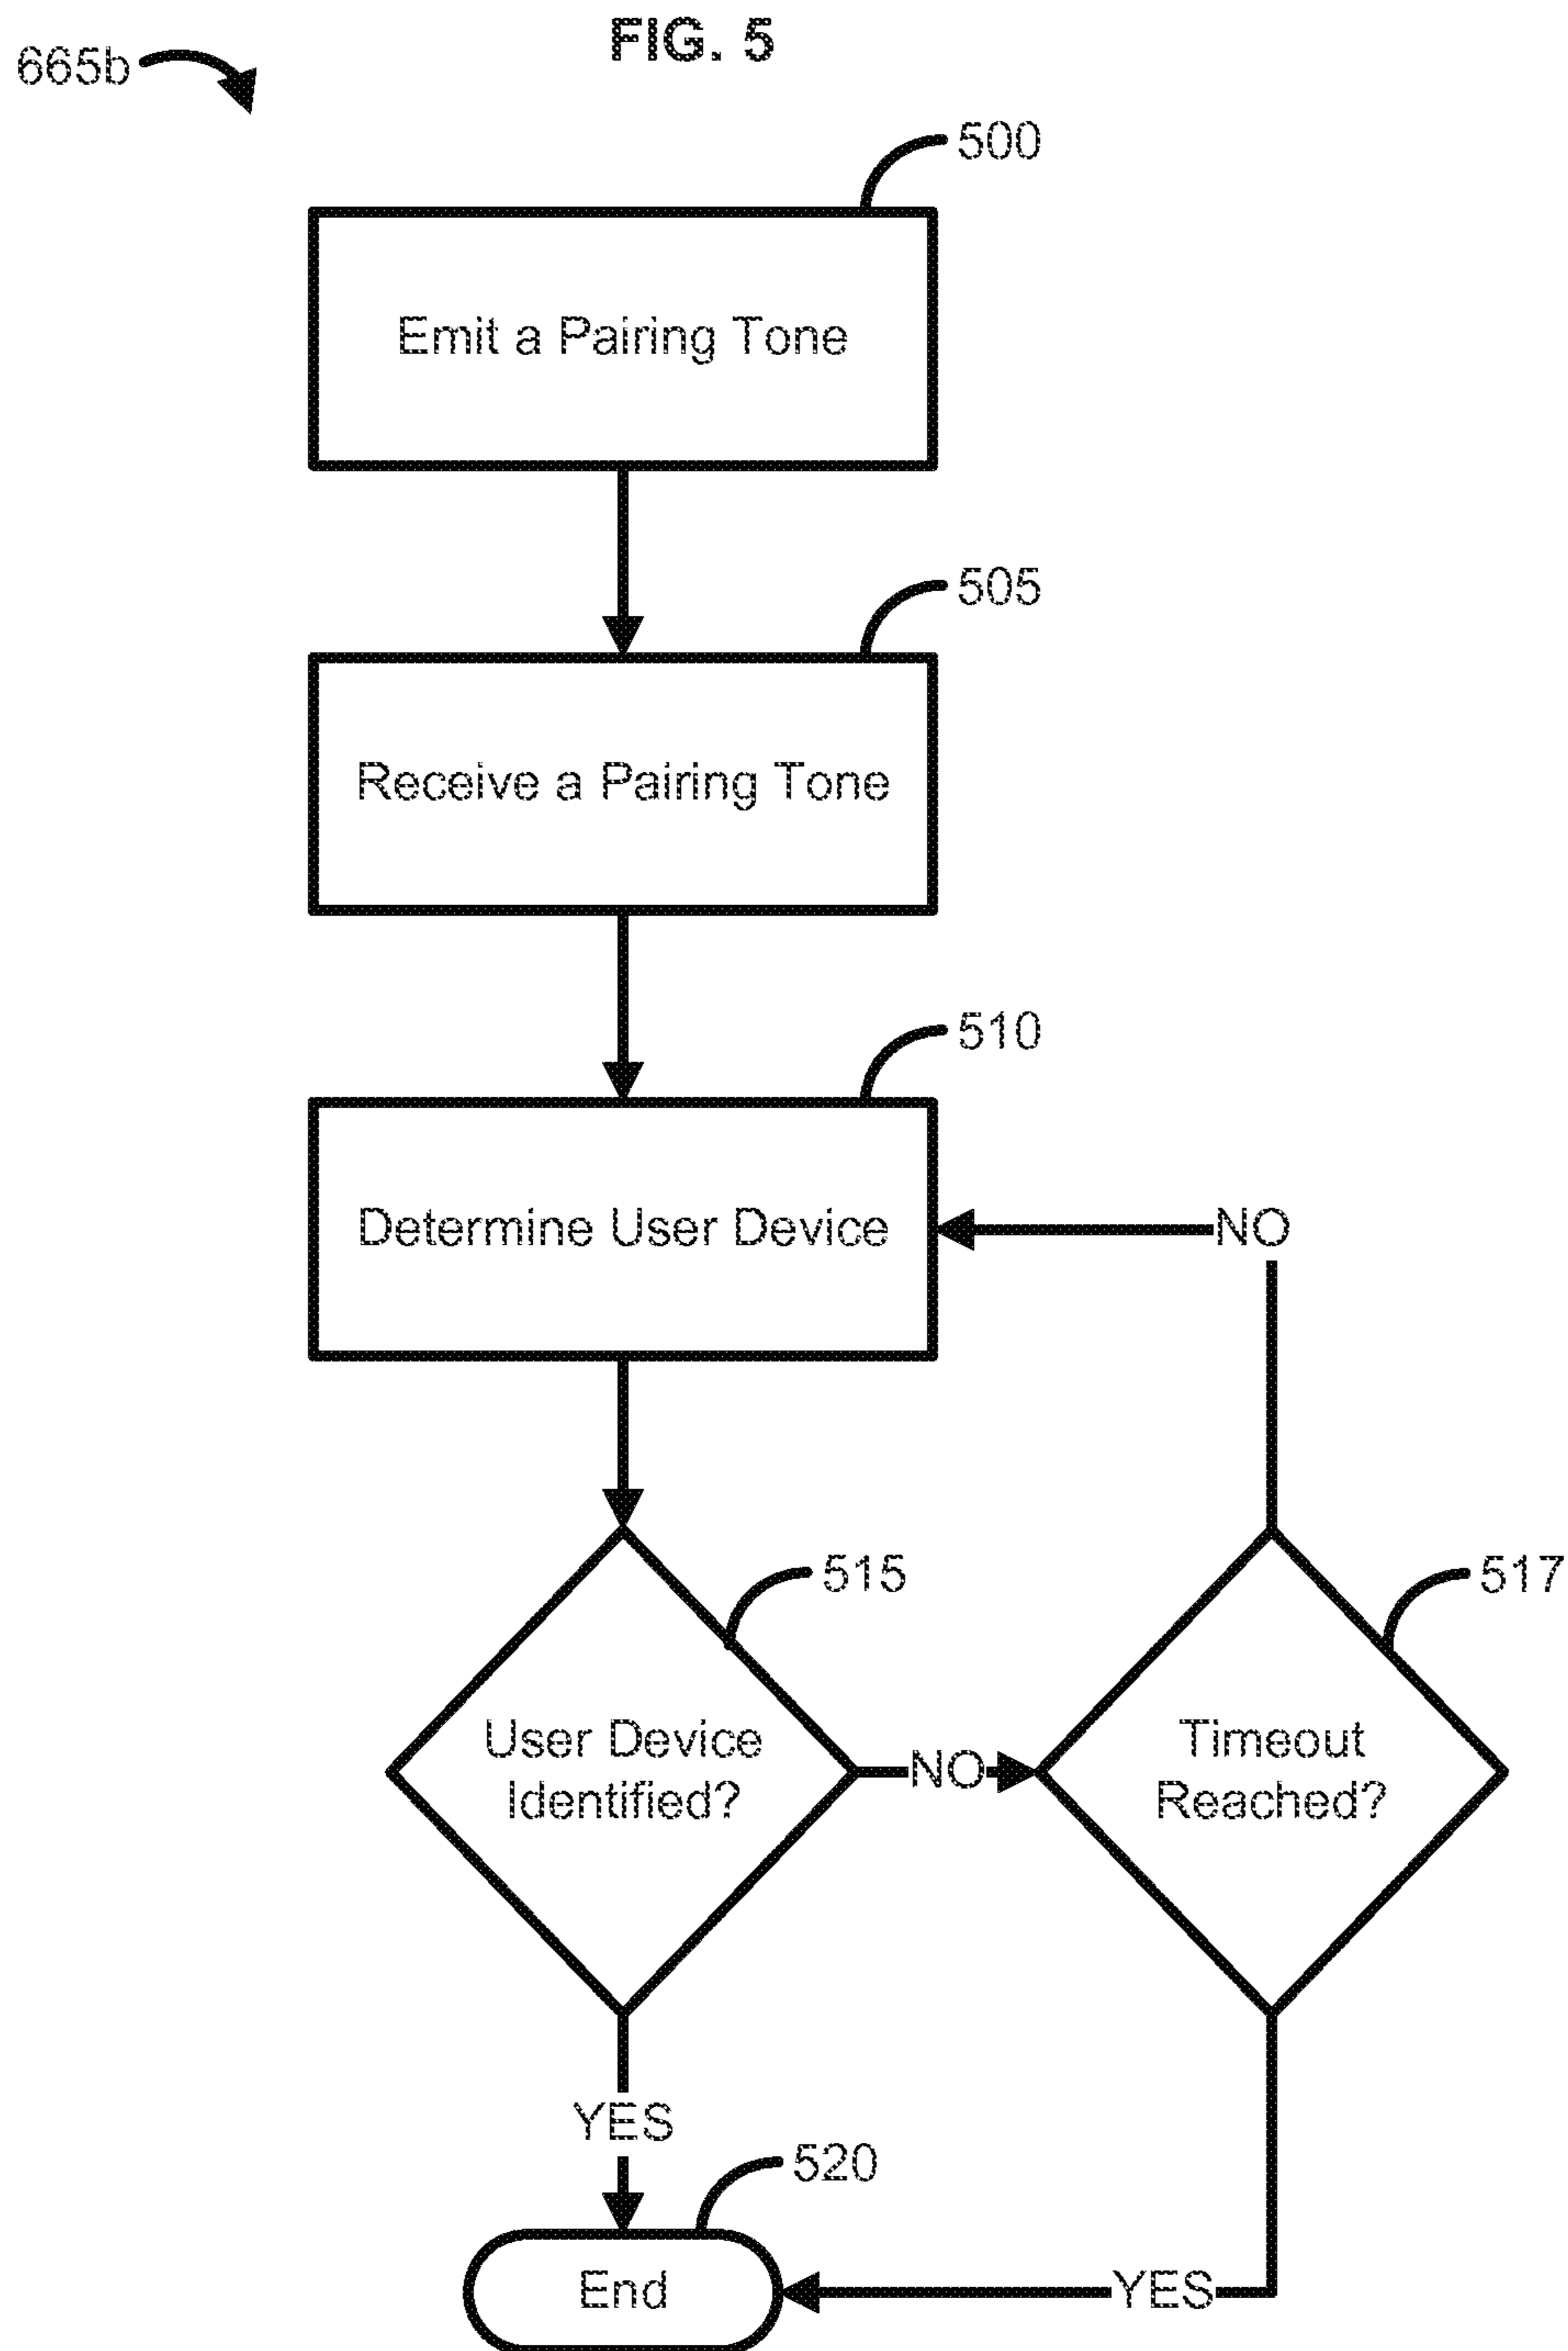 FIG. 5
665b
500
Emit a Pairing Tone
505
Receive a Pairing Tone
510
Determine User Device
NO
515
517
User Device
Identified?
NO
Timeout
Reached?
YES
520
End
YES